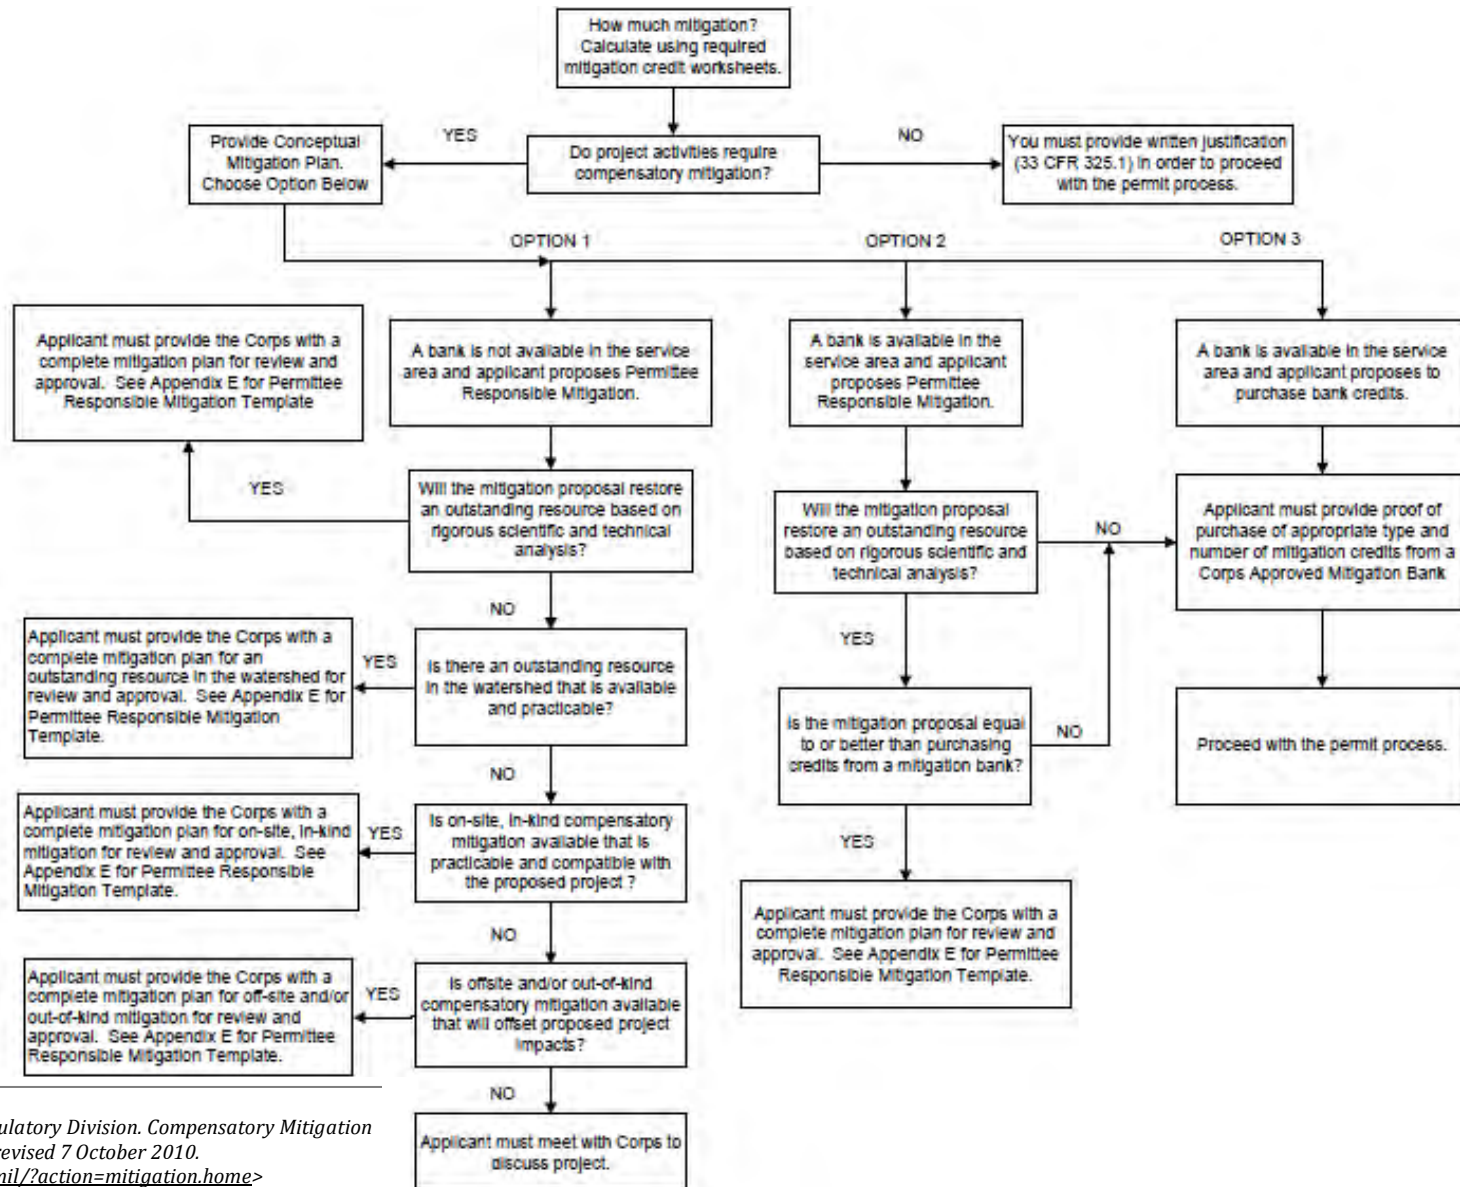 How much mitigation?
Calculate using required
mitigation credit worksheets.
YES
NO
Provide Conceptual
Mitigation Plan.
Choose Option Below
Do project activities require
compensatory mitigation?
You must provide written justification
(33 CFR 325.1) in order to proceed
with the permit process.
OPTION 1
OPTION 2
OPTION 3
Applicant must provide the Corps with a
complete mitigation plan for review and
approval. See Appendix E for Permittee
Responsible Mitigation Template
A bank is not available in the service
area and applicant proposes Permittee
Responsible Mitigation.
A bank is available in the
service area and applicant
proposes Permittee
Responsible Mitigation.
A bank is available in the service
area and applicant proposes to
purchase bank credits.
YES
Will the mitigation proposal restore
an outstanding resource based on
rigorous scientific and technical
analysis?
Will the mitigation proposal
restore an outstanding resource
based on rigorous scientific and
technical analysis?
NO
Applicant must provide proof of
purchase of appropriate type and
number of mitigation credits from a
Corps Approved Mitigation Bank
NO
YES
Applicant must provide the Corps with a
complete mitigation plan for an
outstanding resource in the watershed for
review and approval. See Appendix E for
Permittee Responsible Mitigation
Template.
YES
Is there an outstanding resource
in the watershed that is available
and practicable?
Is the mitigation proposal equal
to or better than purchasing
credits from a mitigation bank?
NO
Proceed with the permit process.
NO
Applicant must provide the Corps with a
complete mitigation plan for on-site, in-kind
mitigation for review and approval. See
Appendix E for Permittee Responsible
Mitigation Template.
YES
Is on-site, in-kind compensatory
mitigation available that is
practicable and compatible with
the proposed project ?
YES
Applicant must provide the Corps with a
complete mitigation plan for review and
approval. See Appendix E for Permittee
Responsible Mitigation Template.
NO
Applicant must provide the Corps with a
complete mitigation plan for off-site and/or
out-of-kind mitigation for review and
approval. See Appendix E for Permittee
Responsible Mitigation Template.
YES
Is offsite and/or out-of-kind
compensatory mitigation available
that will offset proposed project
impacts?
NO
Applicant must meet with Corps to
discuss project.
ulatory Division. Compensatory Mitigation
revised 7 October 2010.
nil/?action=mitigation.home>